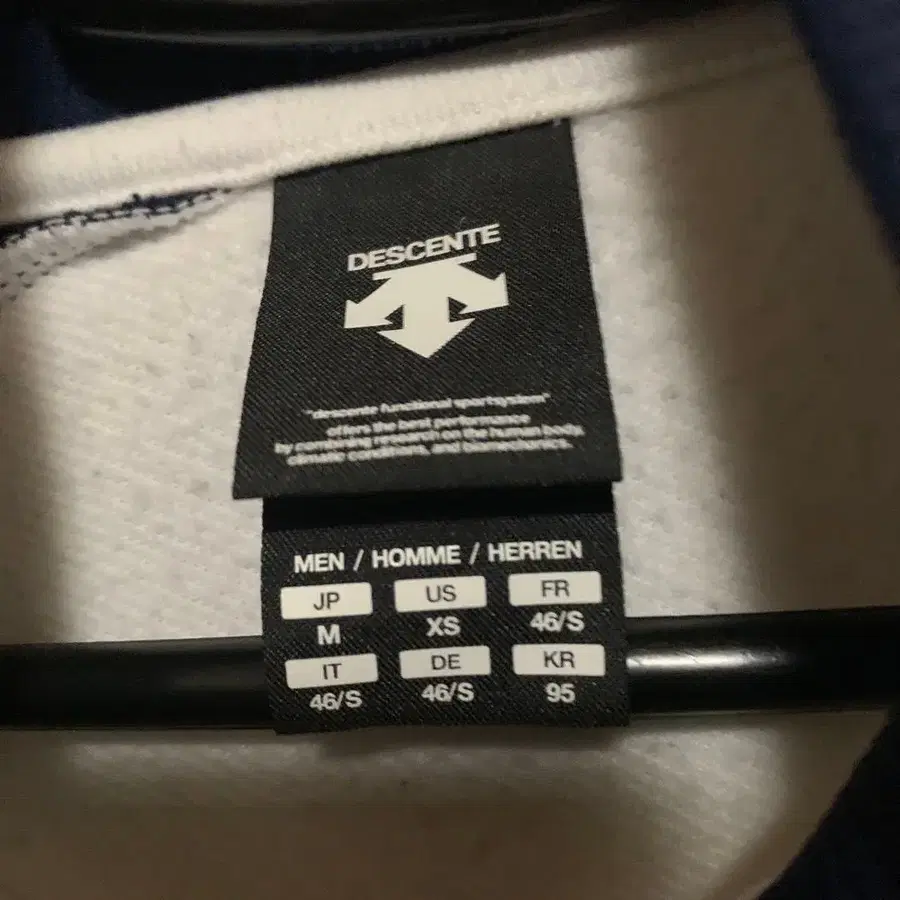 DESCENTE
"descente functional sportsystem"
offers the best performance
by combining research on the human body,
climatic conditions, and biomechanics.
MEN / HOMME / HERREN
JP US FR
M XS 46/S
IT DE KR
46/S 46/S 95